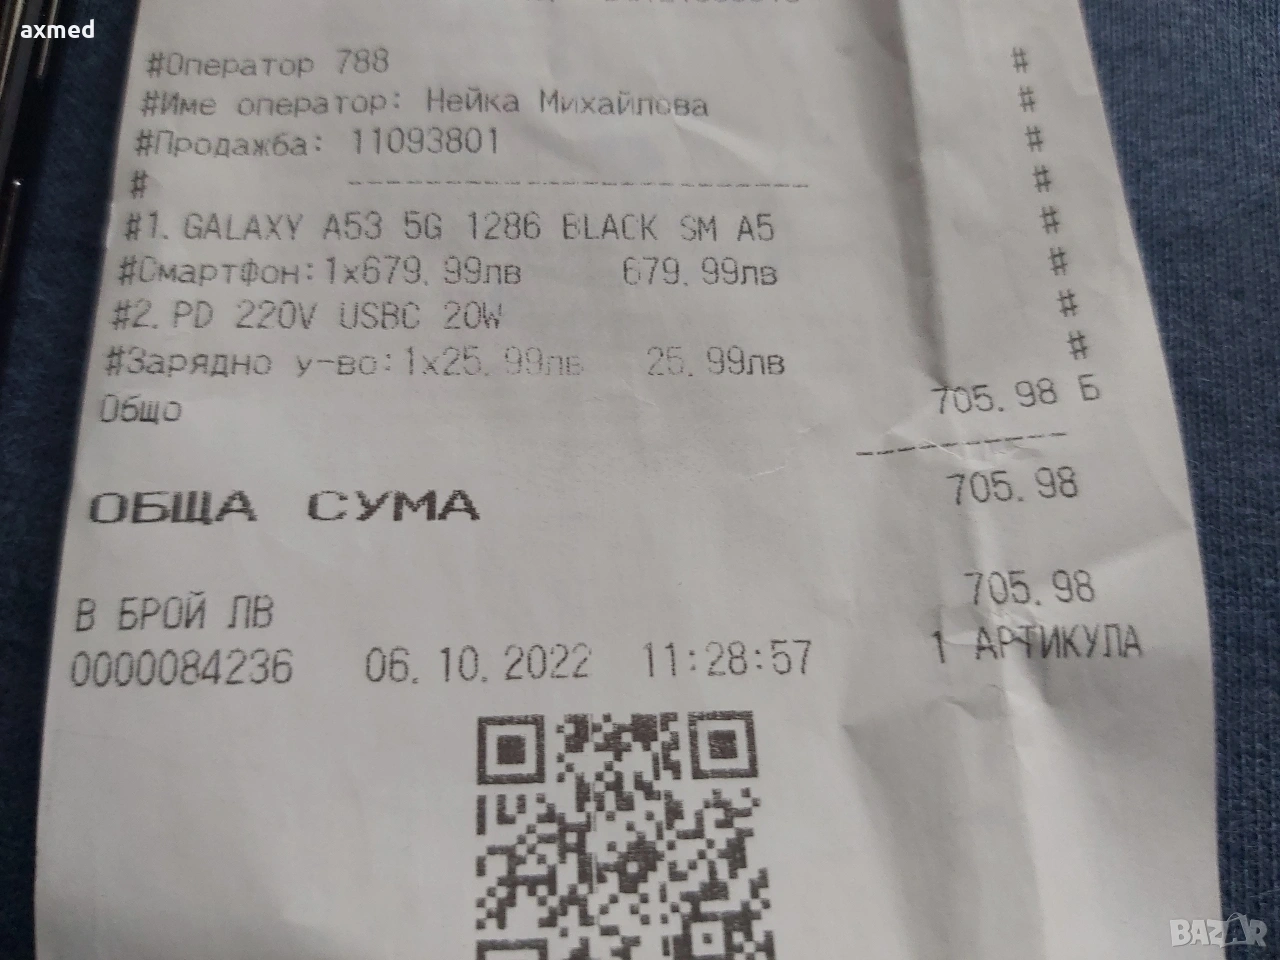 axmed
#Оператор 788 #
#Име оператор: Нейка Михайлова #
#Продажба: 11093801 #
# ------------------------- #
#1. GALAXY A53 5G 128G BLACK SM A5 #
#Смартфон:1x679.99лв 679.99лв #
#2. PD 220V USBC 20W #
#Зарядно у-во:1x25.99лв 25.99лв #
Общо 705.98 Б
----------
ОБЩА СУМА 705.98
В БРОЙ ЛВ 705.98
0000084236 06.10.2022 11:28:57 1 АРТИКУЛА
BAZAR